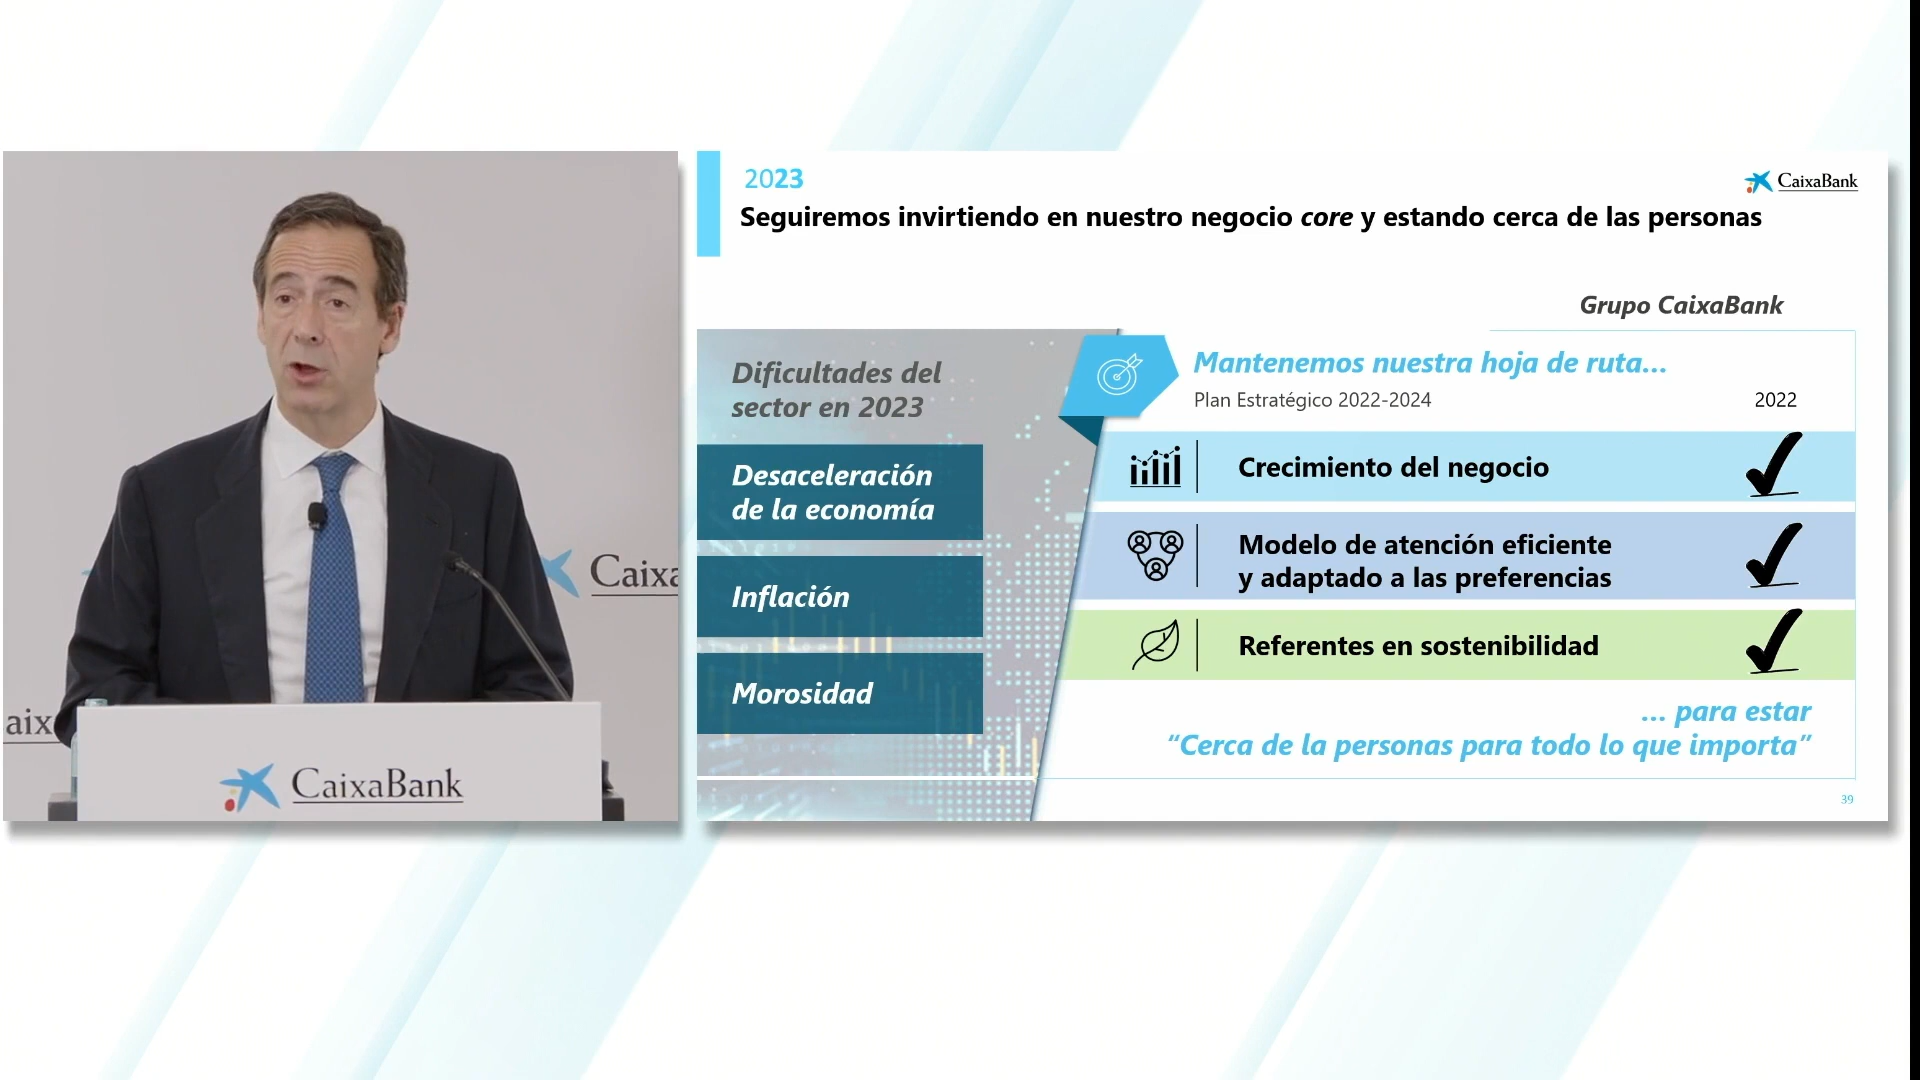 Caixa
aix
CaixaBank
2023
CaixaBank
Seguiremos invirtiendo en nuestro negocio core y estando cerca de las personas
Grupo CaixaBank
Dificultades del
sector en 2023
Desaceleración
de la economía
Inflación
Morosidad
Mantenemos nuestra hoja de ruta...
Plan Estratégico 2022-2024
2022
Crecimiento del negocio
Modelo de atención eficiente
y adaptado a las preferencias
Referentes en sostenibilidad
... para estar
“Cerca de la personas para todo lo que importa”
39